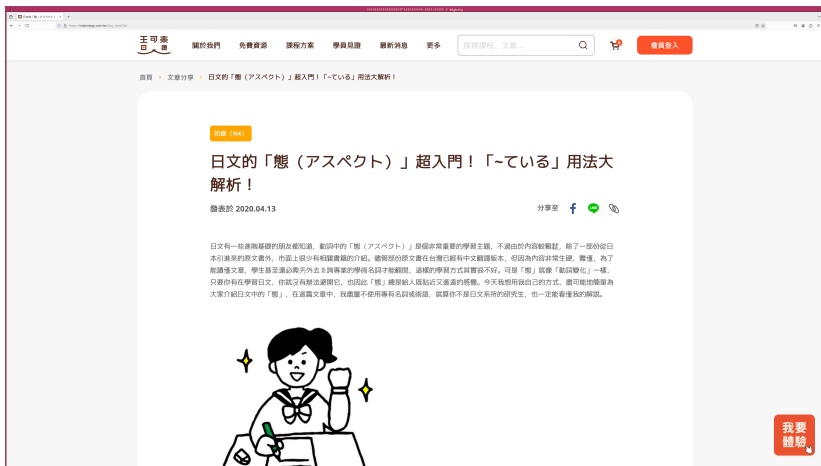 王可樂
日語
關於我們 免費資源 課程方案 學員見證 最新消息 更多 搜尋課程、文章... 會員登入
首頁 文章分享 日文的「態（アスペクト）」超入門！「~ている」用法大解析！
初級（N4）
日文的「態（アスペクト）」超入門！「~ている」用法大
解析！
發表於 2020.04.13 分享至
日文有一些進階基礎的朋友都知道，動詞中的「態（アスペクト）」是個非常重要的學習主題，不過由於內容較艱鬆，除了一部份從日
本引進來的原文書外，市面上很少有相關書籍的介紹。儘管部份原文書在台灣已經有中文翻譯版本，但因為內容非常生硬、難懂，為了
能讀懂文章，學生甚至還必需另外去查詢專業的學術名詞才能翻閱，這樣的學習方式其實很不好。可是「態」就像「動詞變化」一樣，
只要你有在學習日文，你就沒有辦法避開它，也因此「態」總是給人既貼近又遙遠的感覺。今天我想用我自己的方式，盡可能地簡單為
大家介紹日文中的「態」，在這篇文章中，我盡量不使用專有名詞或術語，就算你不是日文系所的研究生，也一定能看懂我的解說。
我要
體驗